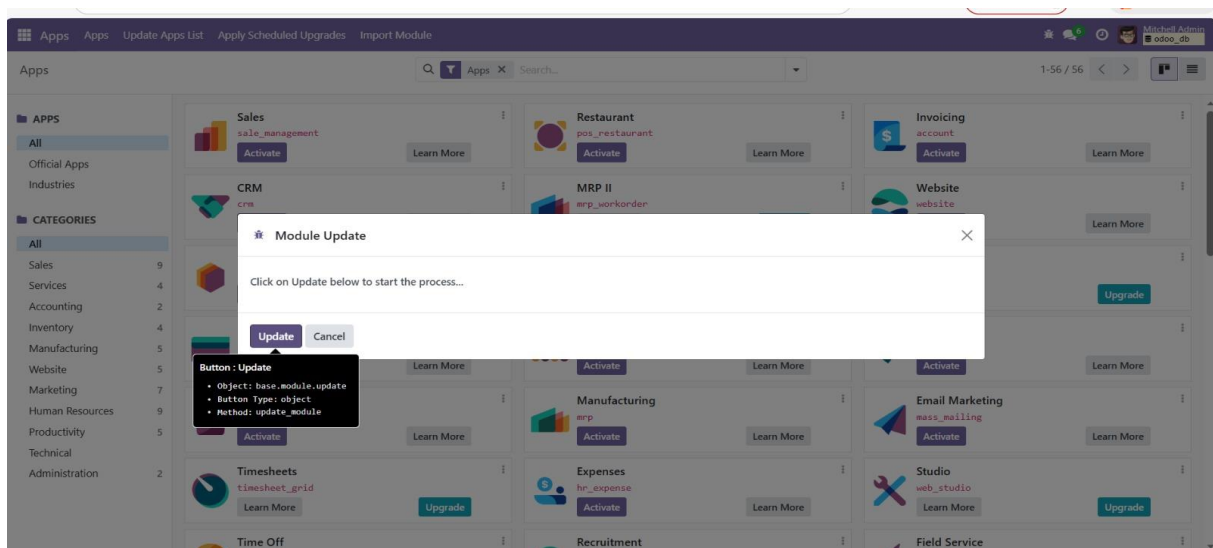 Apps Apps Update Apps List Apply Scheduled Upgrades Import Module
6
Mitchell Admin
odoo_db
Apps
Apps × Search...
1-56 / 56
APPS
All
Official Apps
Industries
CATEGORIES
All
Sales 9
Services 4
Accounting 2
Inventory 4
Manufacturing 5
Website 5
Marketing 7
Human Resources 9
Productivity 5
Technical
Administration 2
Sales
sale_management
Activate Learn More
Restaurant
pos_restaurant
Activate Learn More
Invoicing
account
Activate Learn More
CRM
crm
MRP II
mrp_workorder
Website
website
Learn More
Module Update
Click on Update below to start the process...
Update Cancel
Upgrade
Button : Update
• Object: base.module.update
• Button Type: object
• Method: update_module
Learn More
Activate Learn More
Activate Learn More
Activate Learn More
Manufacturing
mrp
Activate Learn More
Email Marketing
mass_mailing
Activate Learn More
Timesheets
timesheet_grid
Learn More Upgrade
Expenses
hr_expense
Activate Learn More
Studio
web_studio
Learn More Upgrade
Time Off
Recruitment
Field Service